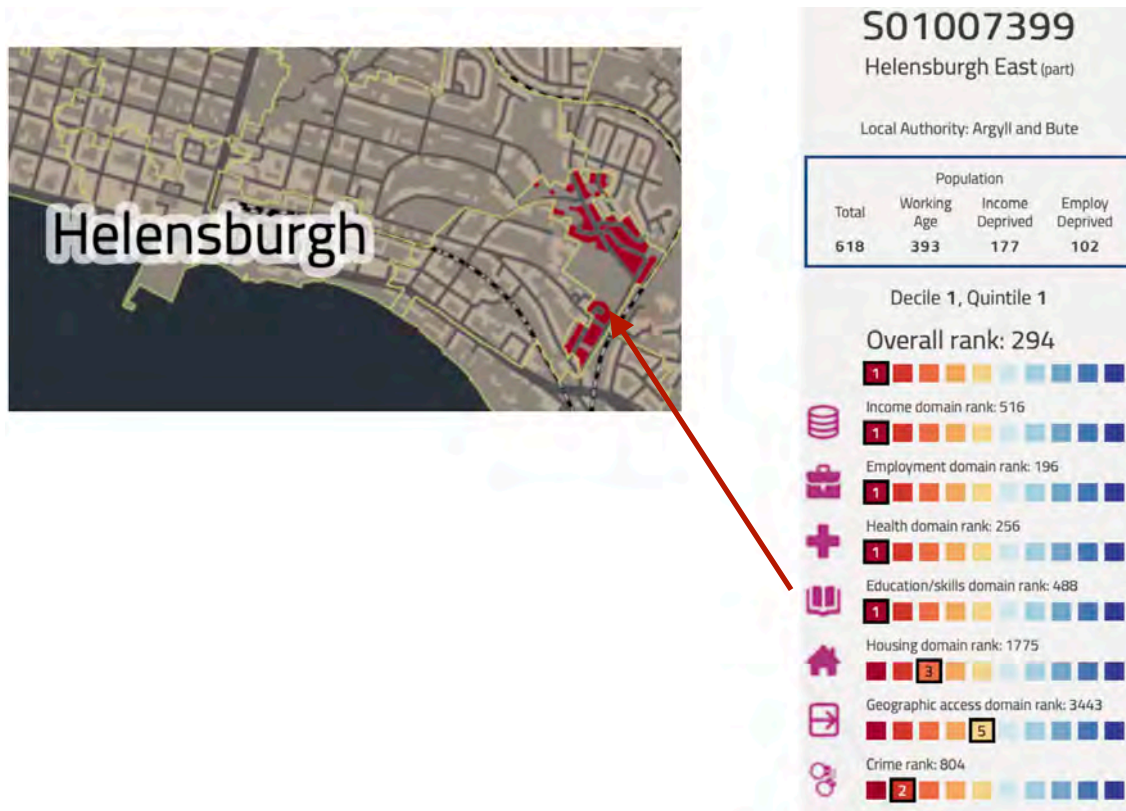 Helensburgh
S01007399
Helensburgh East (part)
Local Authority: Argyll and Bute
Population
Total Working Age Income Deprived Employ Deprived
618 393 177 102
Decile 1, Quintile 1
Overall rank: 294
1
Income domain rank: 516
1
Employment domain rank: 196
1
Health domain rank: 256
1
Education/skills domain rank: 488
1
Housing domain rank: 1775
3
Geographic access domain rank: 3443
5
Crime rank: 804
2